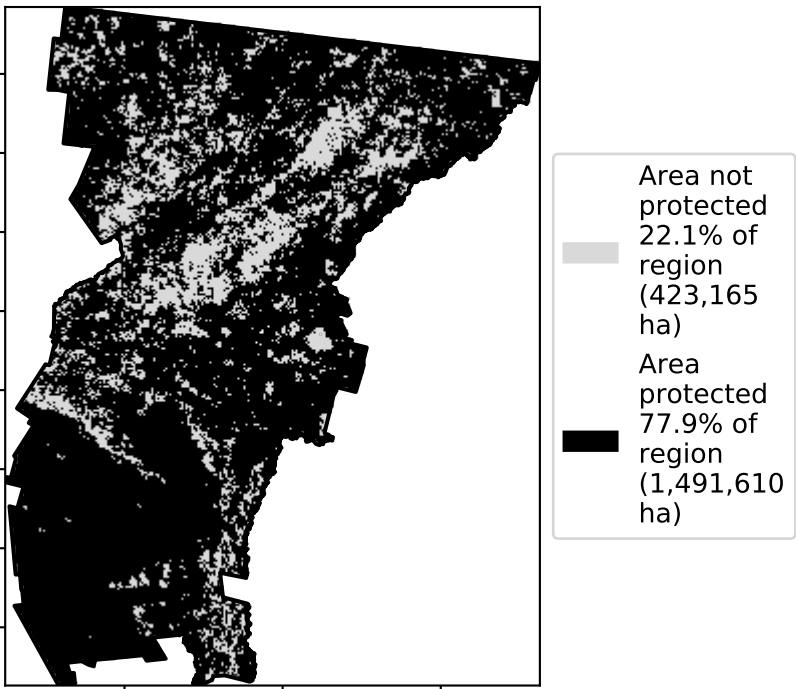 Area not
protected
22.1% of
region
(423,165
ha)
Area
protected
77.9% of
region
(1,491,610
ha)